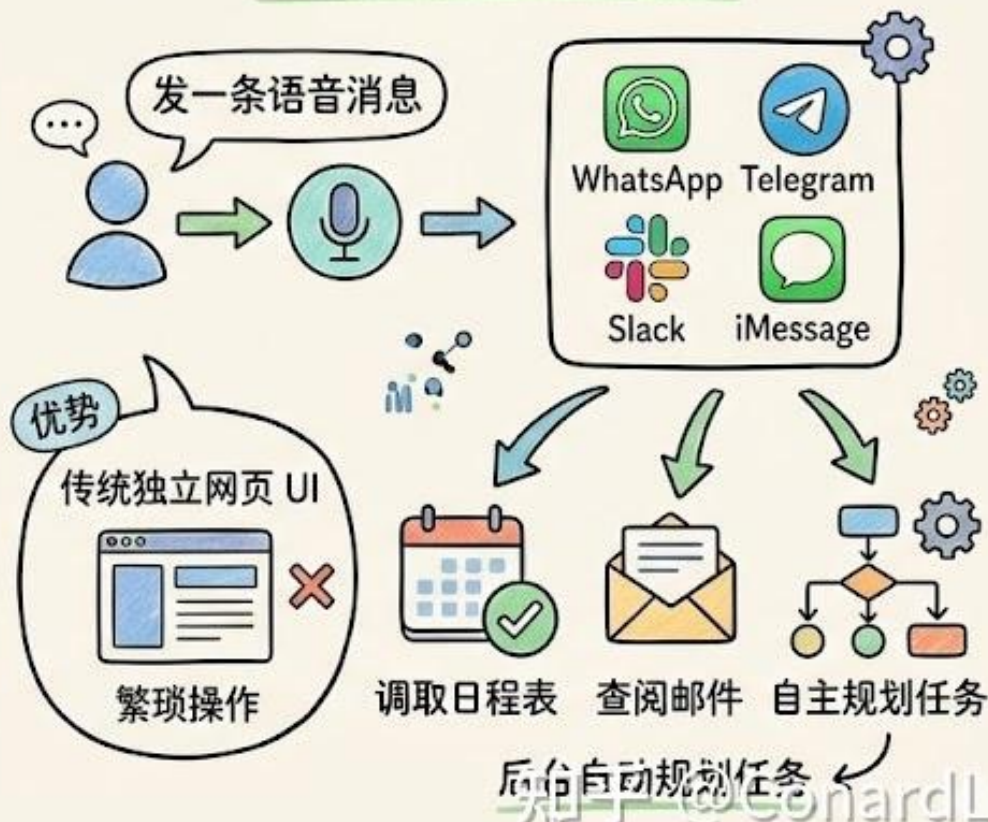 发一条语音消息
WhatsApp Telegram
Slack iMessage
优势
传统独立网页 UI
繁琐操作
调取日程表 查阅邮件 自主规划任务
后台自动规划任务
知乎 @ConardL